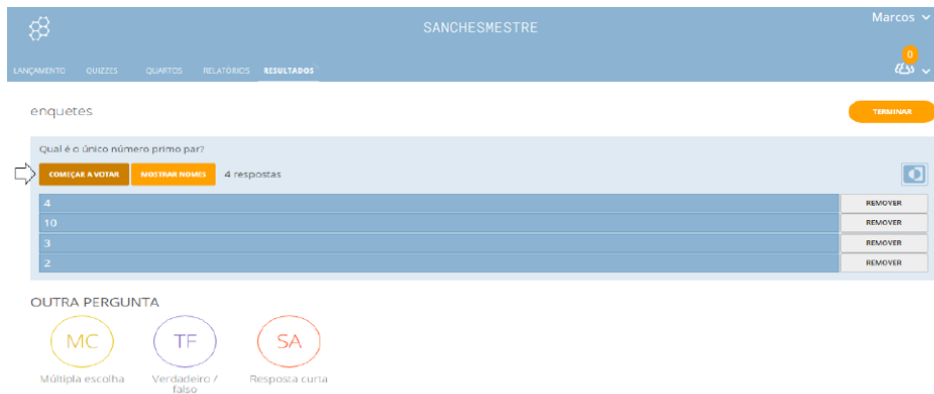 SANCHESMESTRE
Marcos
0
LANÇAMENTO QUIZZES QUARTOS RELATÓRIOS RESULTADOS
enquetes
TERMINAR
Qual é o único número primo par?
COMEÇAR A VOTAR MOSTRAR NOMES 4 respostas
4 REMOVER
10 REMOVER
3 REMOVER
2 REMOVER
OUTRA PERGUNTA
MC TF SA
Múltipla escolha Verdadeiro / Resposta curta
falso